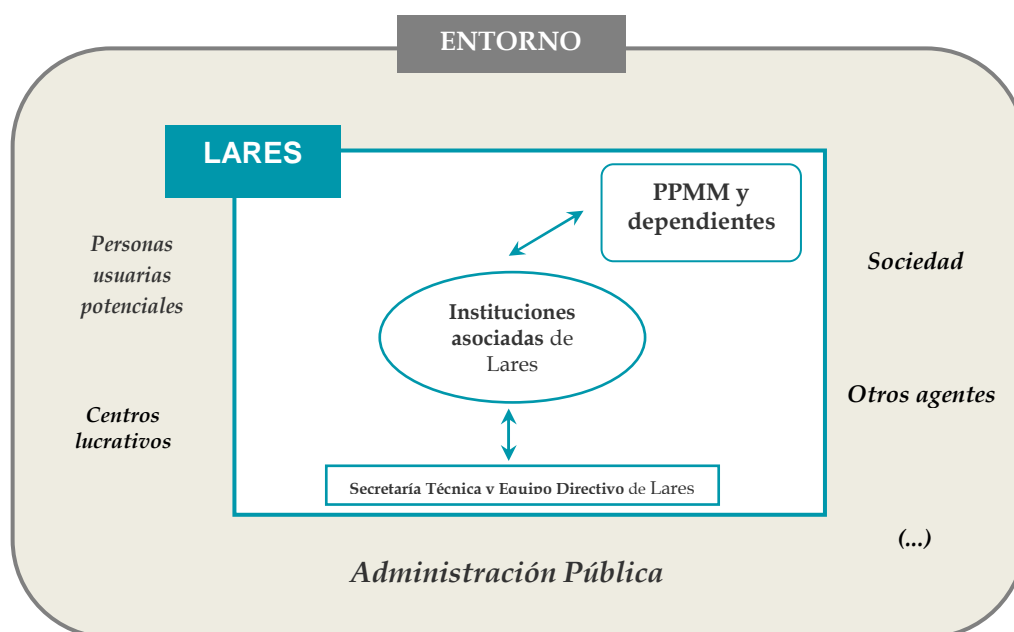 ENTORNO
LARES
PPMM y
dependientes
Personas
usuarias
potenciales
Sociedad
Instituciones
asociadas de
Lares
Otros agentes
Centros
lucrativos
Secretaría Técnica y Equipo Directivo de Lares
(...)
Administración Pública